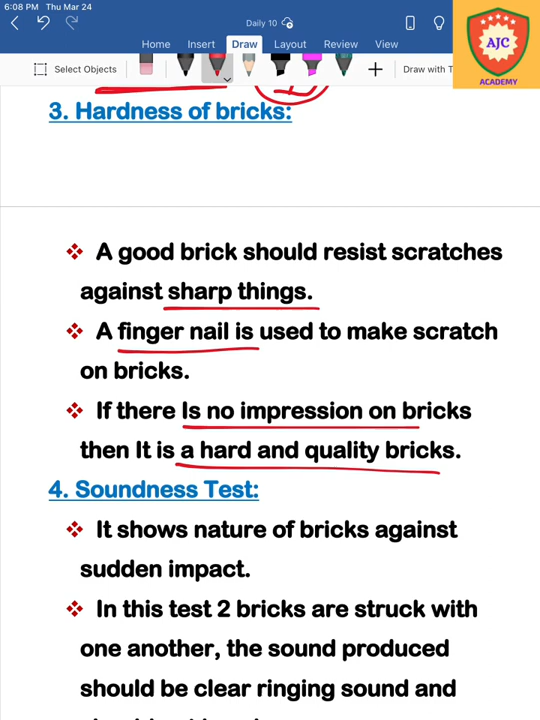 6:08 PM Thu Mar 24
Daily 10
Home Insert Draw Layout Review View
Select Objects
Draw with T
AJC
ACADEMY
3. Hardness of bricks:
❖ A good brick should resist scratches
against sharp things.
❖ A finger nail is used to make scratch
on bricks.
❖ If there Is no impression on bricks
then It is a hard and quality bricks.
4. Soundness Test:
❖ It shows nature of bricks against
sudden impact.
❖ In this test 2 bricks are struck with
one another, the sound produced
should be clear ringing sound and